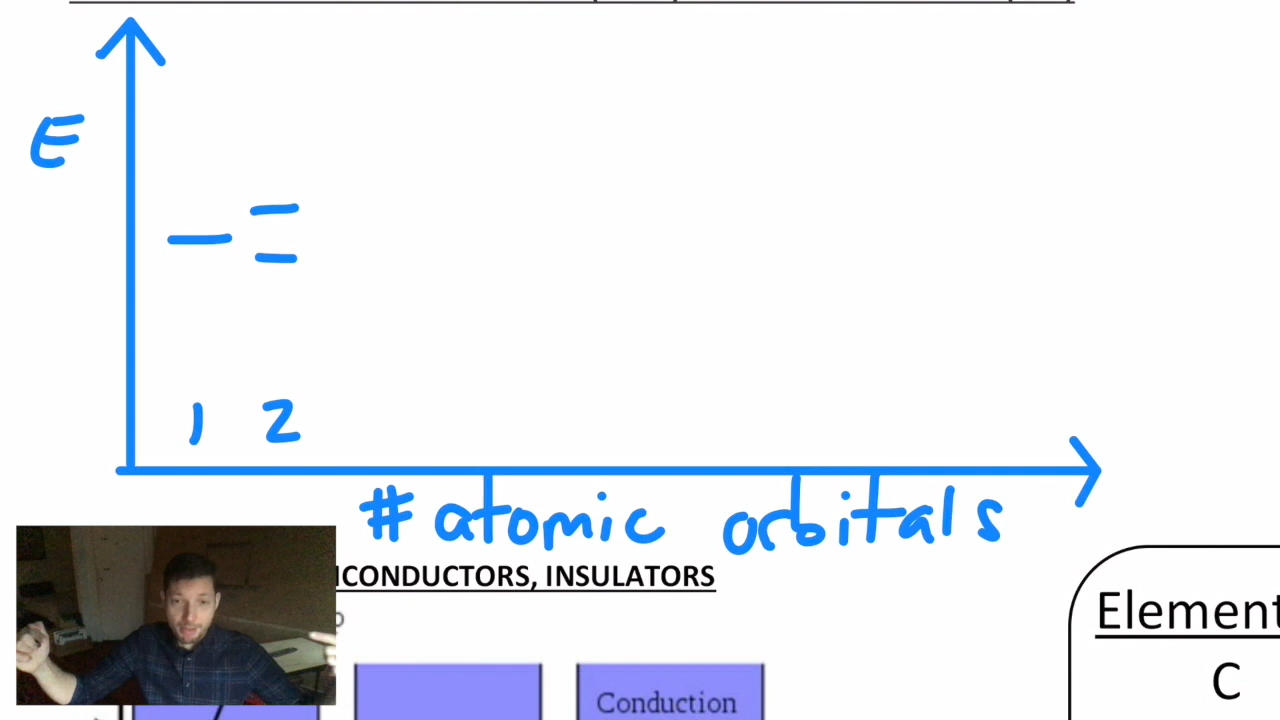 E
1 2
# atomic orbitals
ICONDUCTORS, INSULATORS
Element
Conduction
C